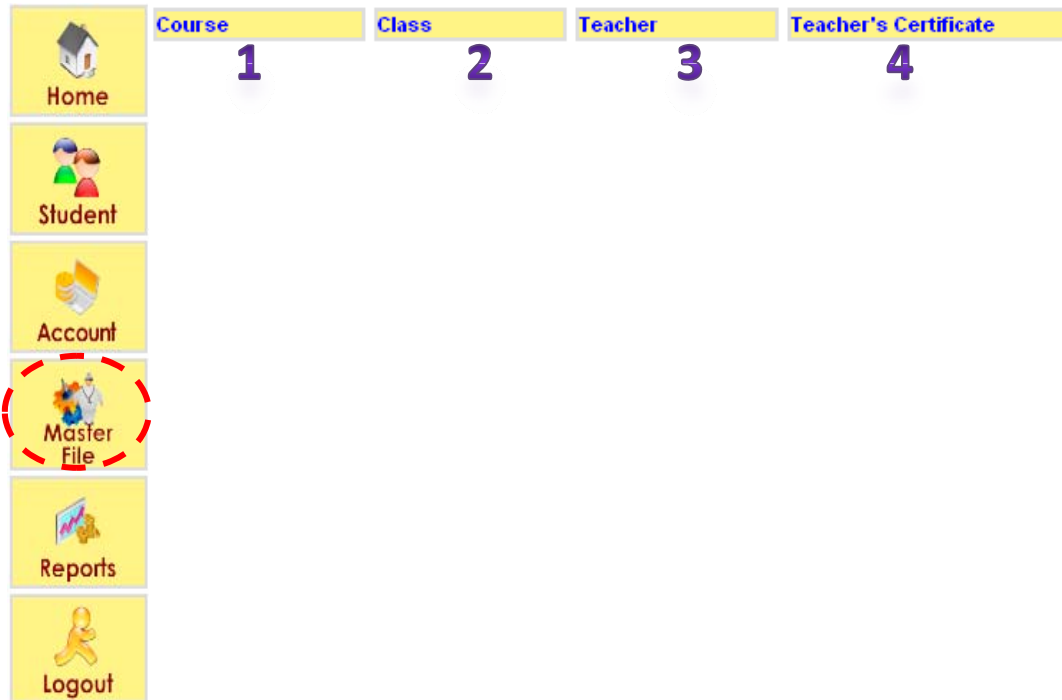 Course Class Teacher Teacher's Certificate
1 2 3 4
Home
Student
Account
Master
File
Reports
Logout